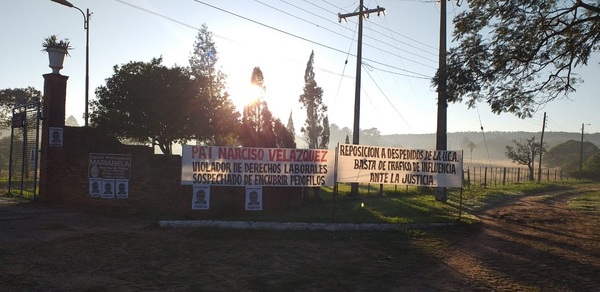 PA'I NARCISO VELAZQUEZ
VIOLADOR DE DERECHOS LABORALES
SOSPECHADO DE ENCUBRIR PEDOFILOS
REPOSICION A DESPEDIDOS DE LA U.C.A.
BASTA DE TRAFICO DE INFLUENCIA
ANTE LA JUSTICIA
MARIANELA